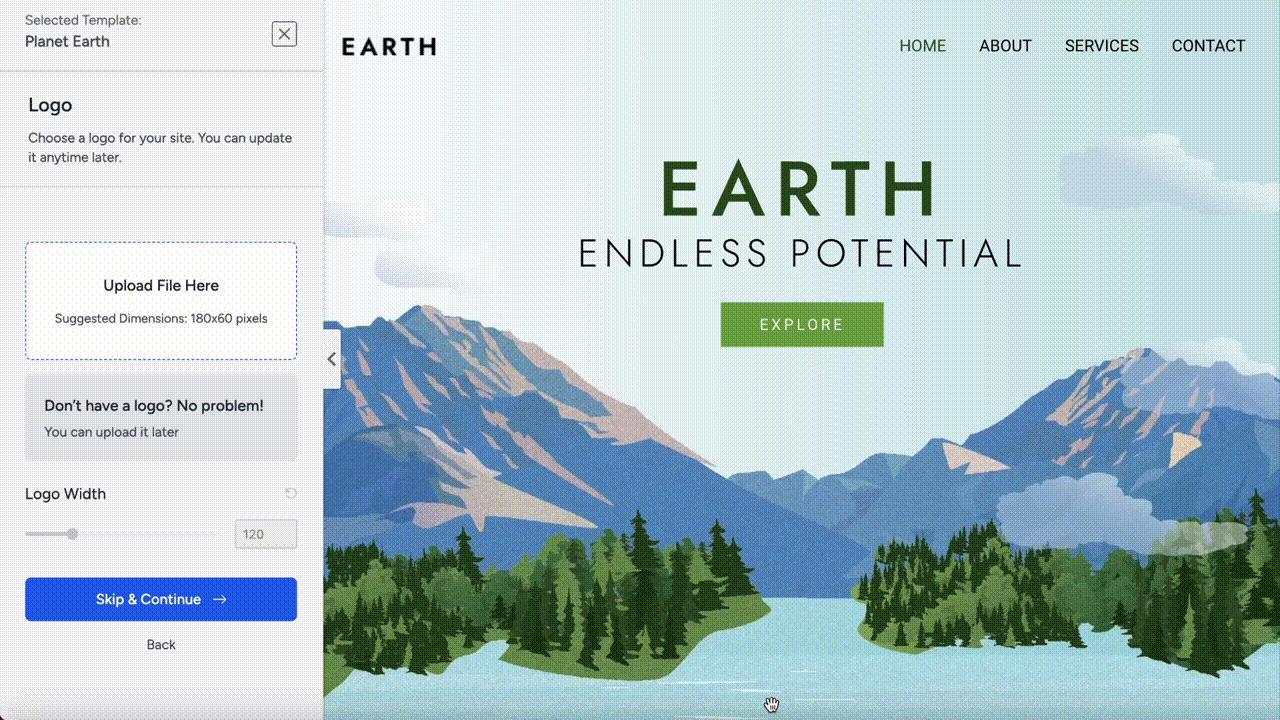 Selected Template:
Planet Earth
Logo
Choose a logo for your site. You can update
it anytime later.
Upload File Here
Suggested Dimensions: 180x60 pixels
Don’t have a logo? No problem!
You can upload it later
Logo Width
120
Skip & Continue →
Back
EARTH
HOME ABOUT SERVICES CONTACT
EARTH
ENDLESS POTENTIAL
EXPLORE